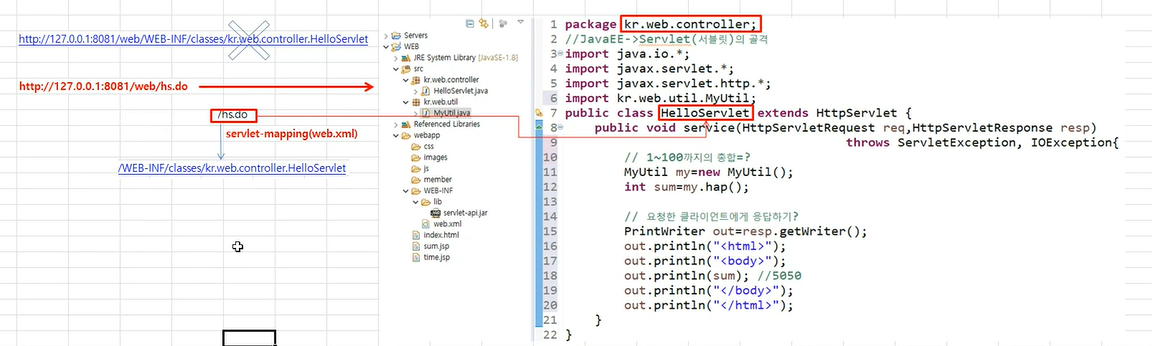 http://127.0.0.1:8081/web/WEB-INF/classes/kr.web.controller.HelloServlet
http://127.0.0.1:8081/web/hs.do
/hs.do
servlet-mapping(web.xml)
/WEB-INF/classes/kr.web.controller.HelloServlet
Servers
WEB
JRE System Library [JavaSE-1.8]
src
kr.web.controller
HelloServlet.java
kr.web.util
MyUtil.java
Referenced Libraries
webapp
css
images
js
member
WEB-INF
lib
servlet-api.jar
web.xml
index.html
sum.jsp
time.jsp
1 package kr.web.controller;
2 //JavaEE->Servlet(서블릿)의 골격
3 import java.io.*;
4 import javax.servlet.*;
5 import javax.servlet.http.*;
6 import kr.web.util.MyUtil;
7 public class HelloServlet extends HttpServlet {
8 public void service(HttpServletRequest req,HttpServletResponse resp)
9 throws ServletException, IOException{
10 // 1~100까지의 총합=?
11 MyUtil my=new MyUtil();
12 int sum=my.hap();
13
14 // 요청한 클라이언트에게 응답하기?
15 PrintWriter out=resp.getWriter();
16 out.println("<html>");
17 out.println("<body>");
18 out.println(sum); //5050
19 out.println("</body>");
20 out.println("</html>");
21 }
22 }